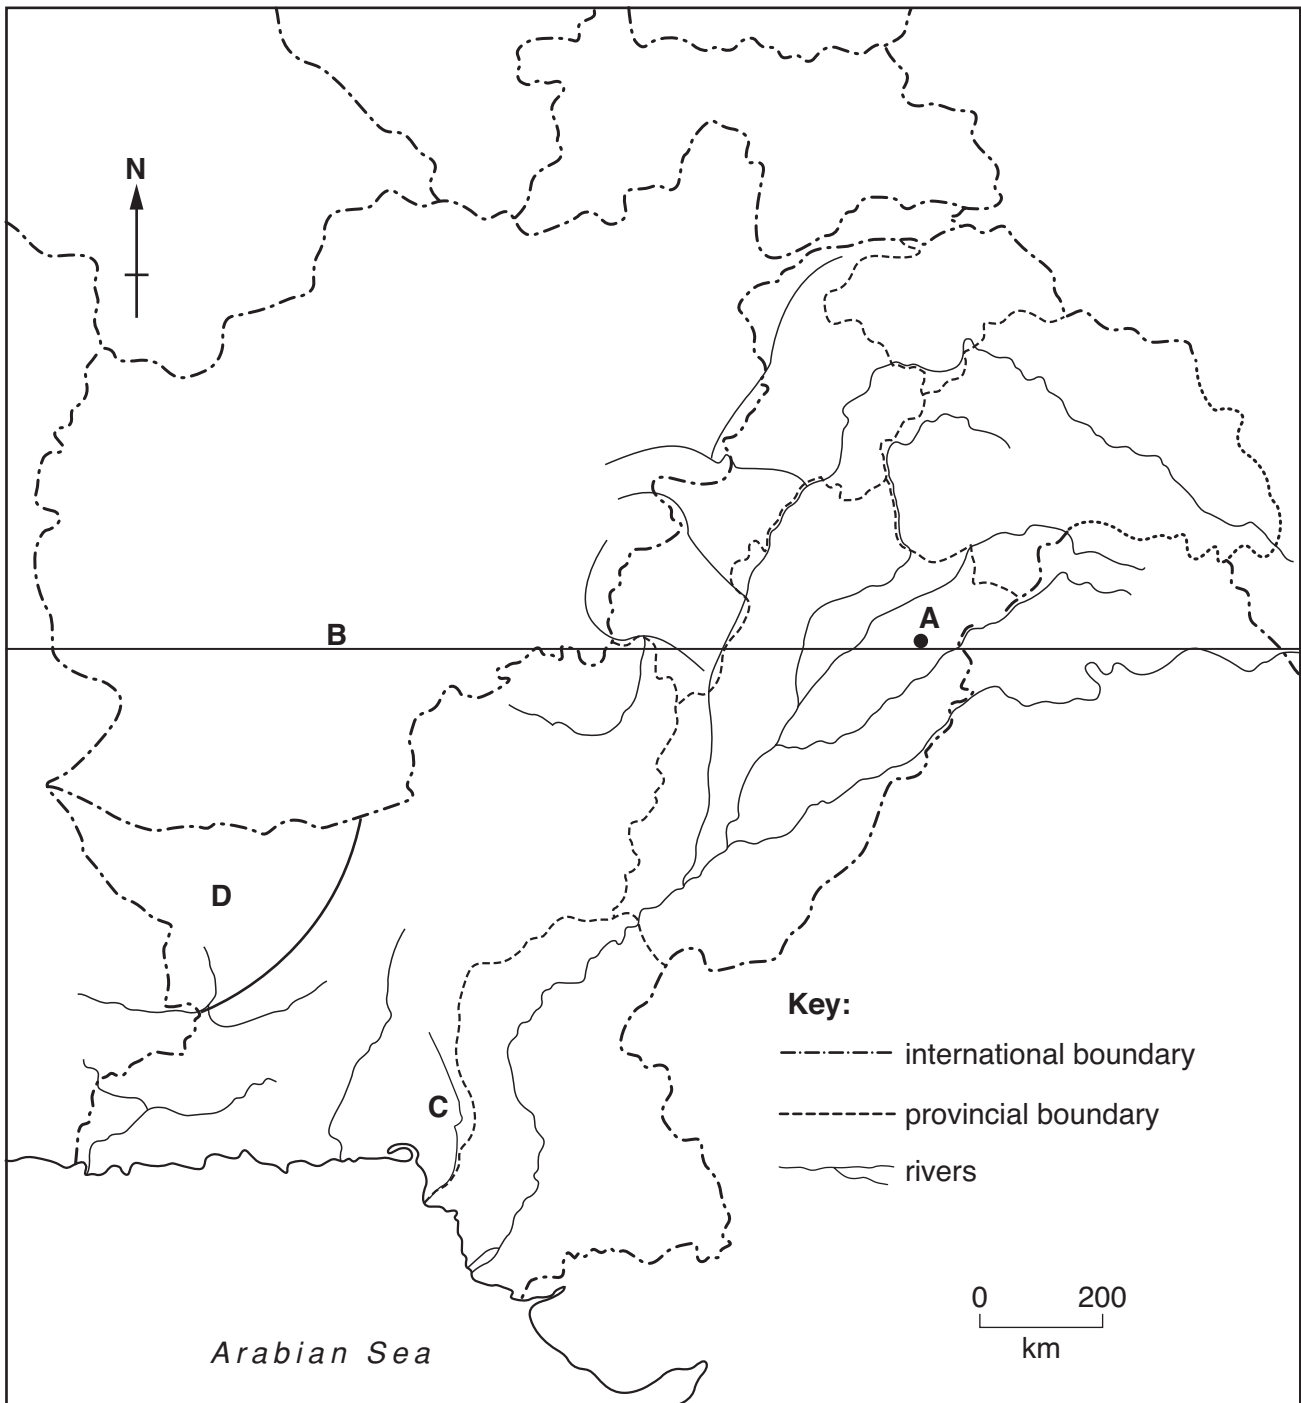 N
A
B
D
Key:
international boundary
C
provincial boundary
rivers
0 200
km
Arabian Sea